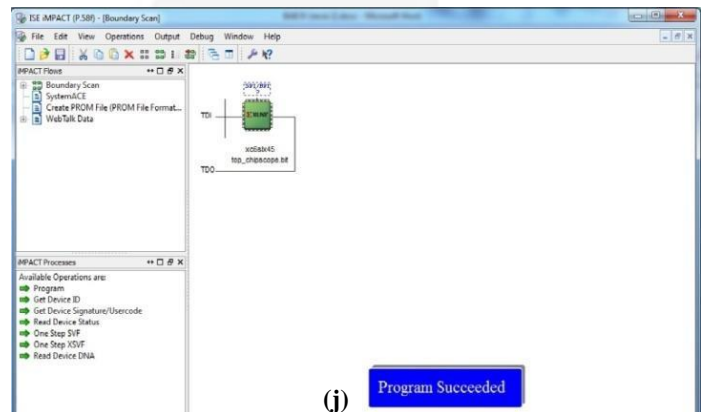 ISE iMPACT (P.58f) - [Boundary Scan]
File Edit View Operations Output Debug Window Help
iMPACT Flows
Boundary Scan
SystemACE
Create PROM File (PROM File Format...
WebTalk Data
TDI
xc6slx45
top_chipscope.bit
TDO
iMPACT Processes
Available Operations are:
Program
Get Device ID
Get Device Signature/Usercode
Read Device Status
One Step SVF
One Step XSVF
Read Device DNA
(j)
Program Succeeded